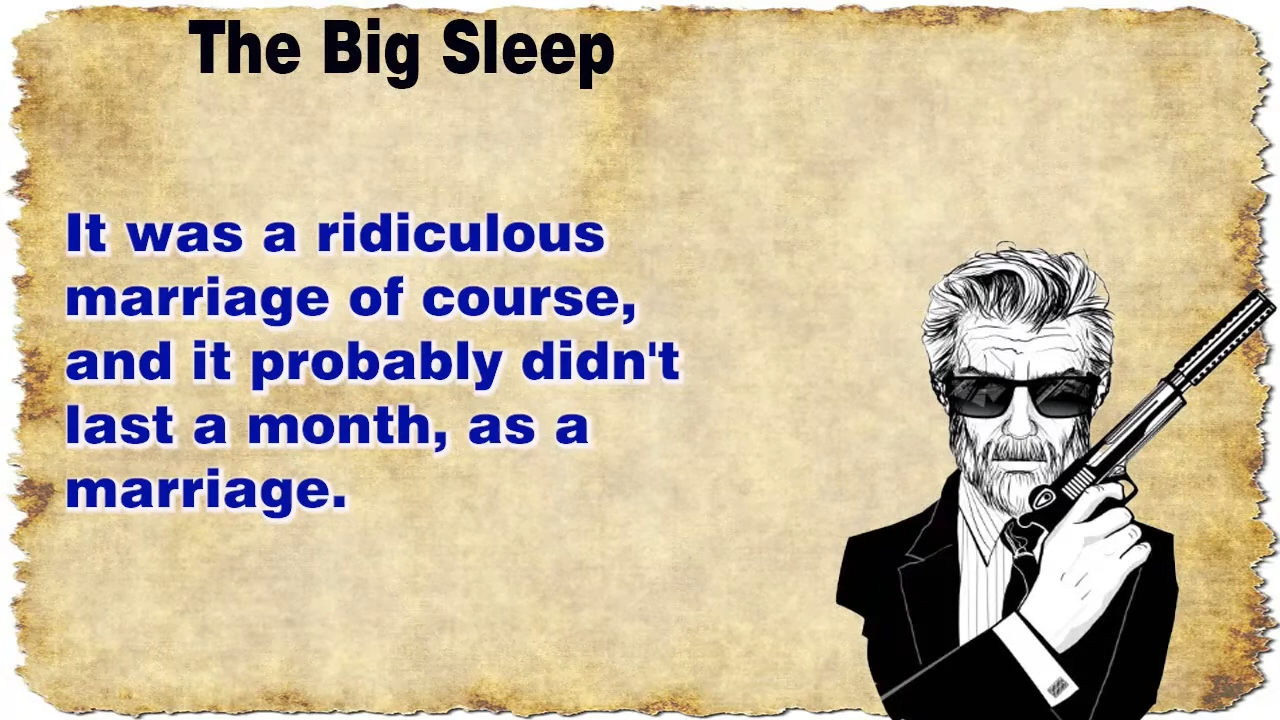 The Big Sleep
It was a ridiculous
marriage of course,
and it probably didn't
last a month, as a
marriage.